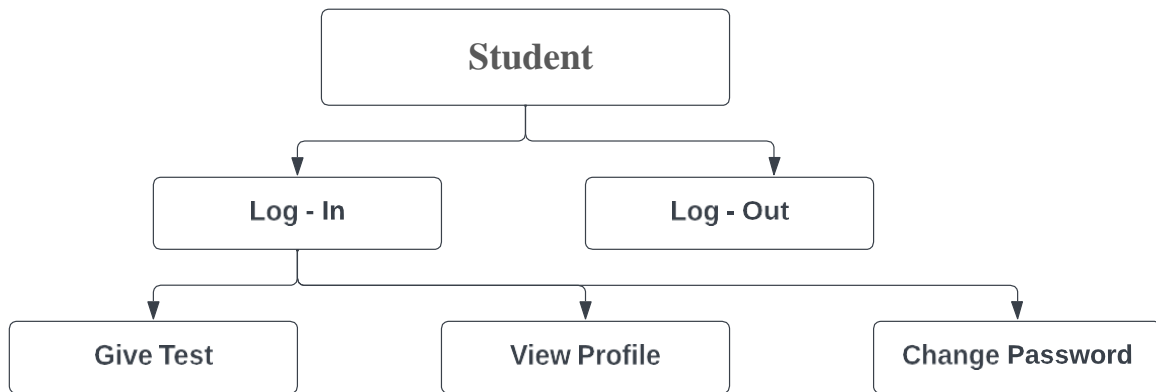 Student
Log - In
Log - Out
Give Test
View Profile
Change Password